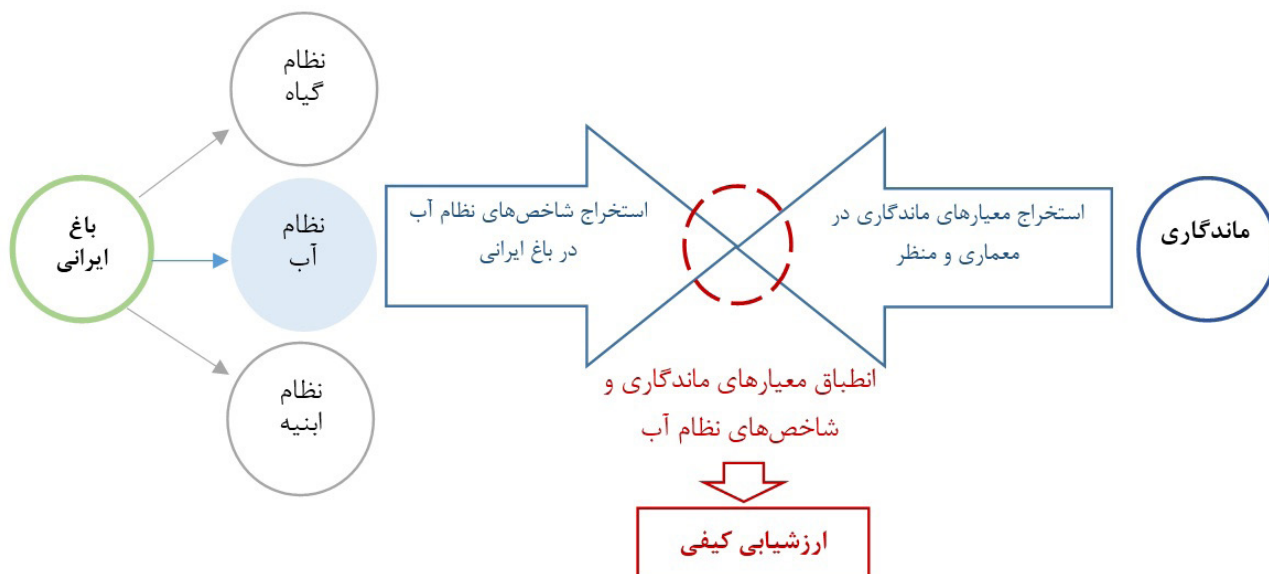 نظام
گیاه
باغ
ایرانی
نظام
آب
نظام
ابنیه
استخراج شاخص‌های نظام آب
در باغ ایرانی
استخراج معیارهای ماندگاری در
معماری و منظر
ماندگاری
انطباق معیارهای ماندگاری و
شاخص‌های نظام آب
ارزشیابی کیفی